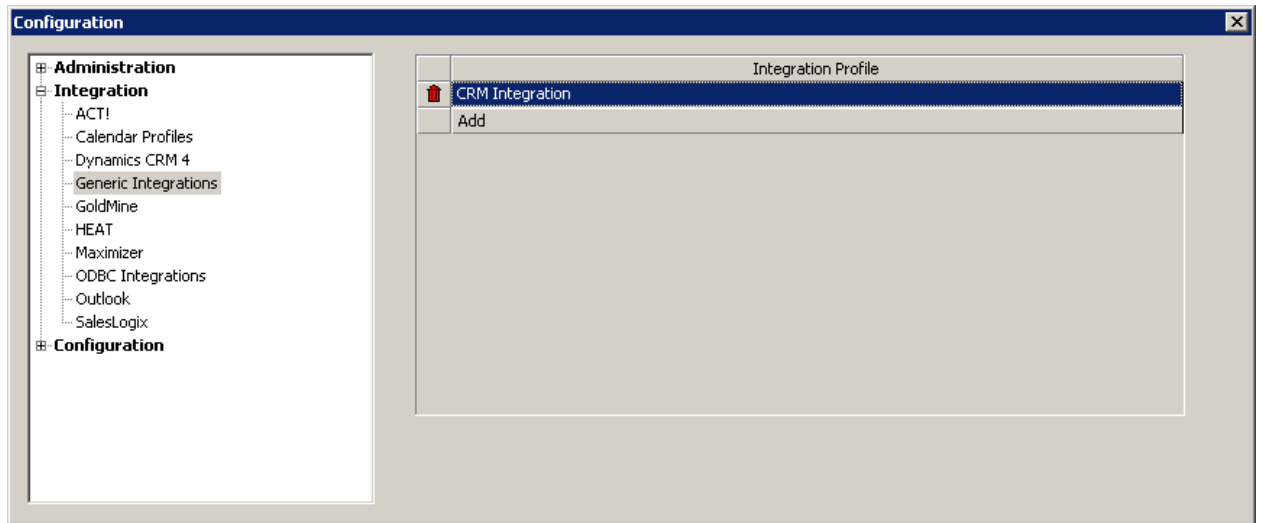 Configuration
Administration
Integration
ACT!
Calendar Profiles
Dynamics CRM 4
Generic Integrations
GoldMine
HEAT
Maximizer
ODBC Integrations
Outlook
SalesLogix
Configuration
Integration Profile
CRM Integration
Add